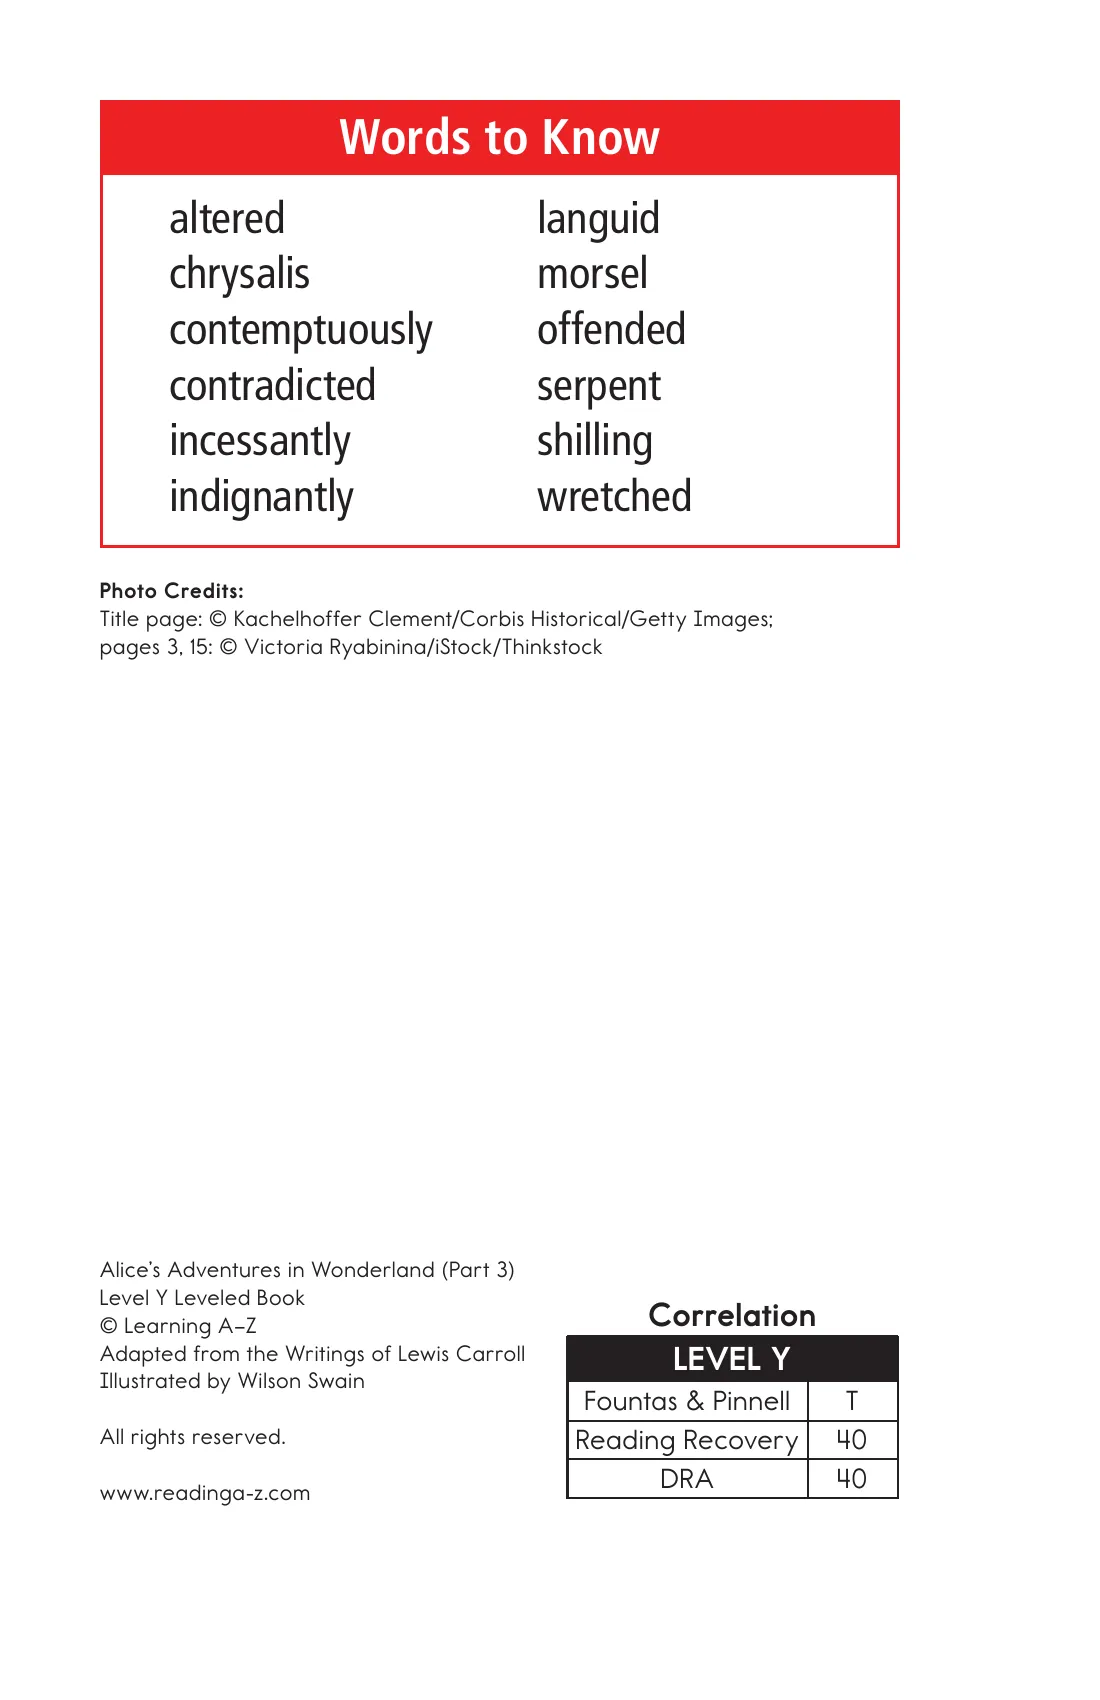 Words to Know
altered
chrysalis
contemptuously
contradicted
incessantly
indignantly
languid
morsel
offended
serpent
shilling
wretched
Photo Credits:
Title page: © Kachelhoffer Clement/Corbis Historical/Getty Images;
pages 3, 15: © Victoria Ryabinina/iStock/Thinkstock
Alice’s Adventures in Wonderland (Part 3)
Level Y Leveled Book
© Learning A–Z
Adapted from the Writings of Lewis Carroll
Illustrated by Wilson Swain
All rights reserved.
www.readinga-z.com
Correlation
LEVEL Y
Fountas & Pinnell T
Reading Recovery 40
DRA 40